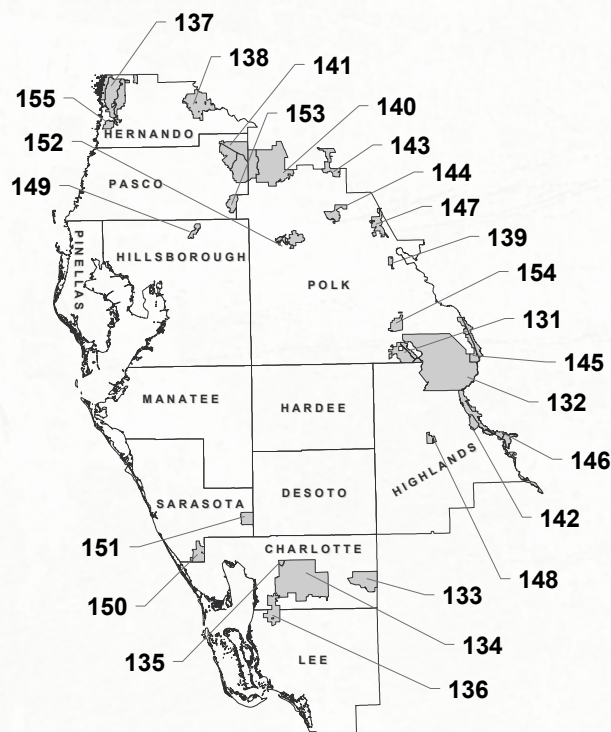 137
138
141
155
153
140
HERNANDO
152
143
144
PASCO
149
147
PINELLAS
HILLSBOROUGH
139
POLK
154
131
145
132
MANATEE
HARDEE
146
HIGHLANDS
DESOTO
142
SARASOTA
151
CHARLOTTE
148
133
150
134
135
LEE
136